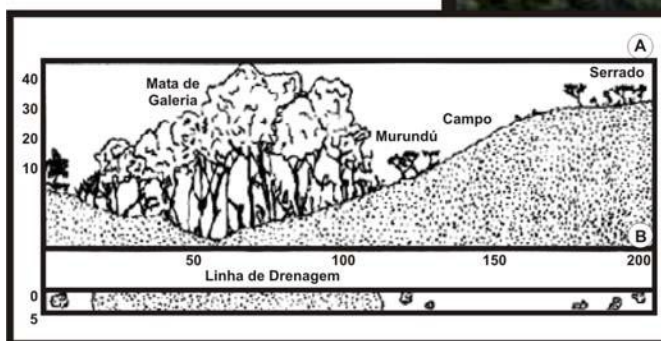 A
40
30
20
10
Mata de
Galeria
Murundú
Campo
Serrado
B
50
100
150
200
Linha de Drenagem
0
5